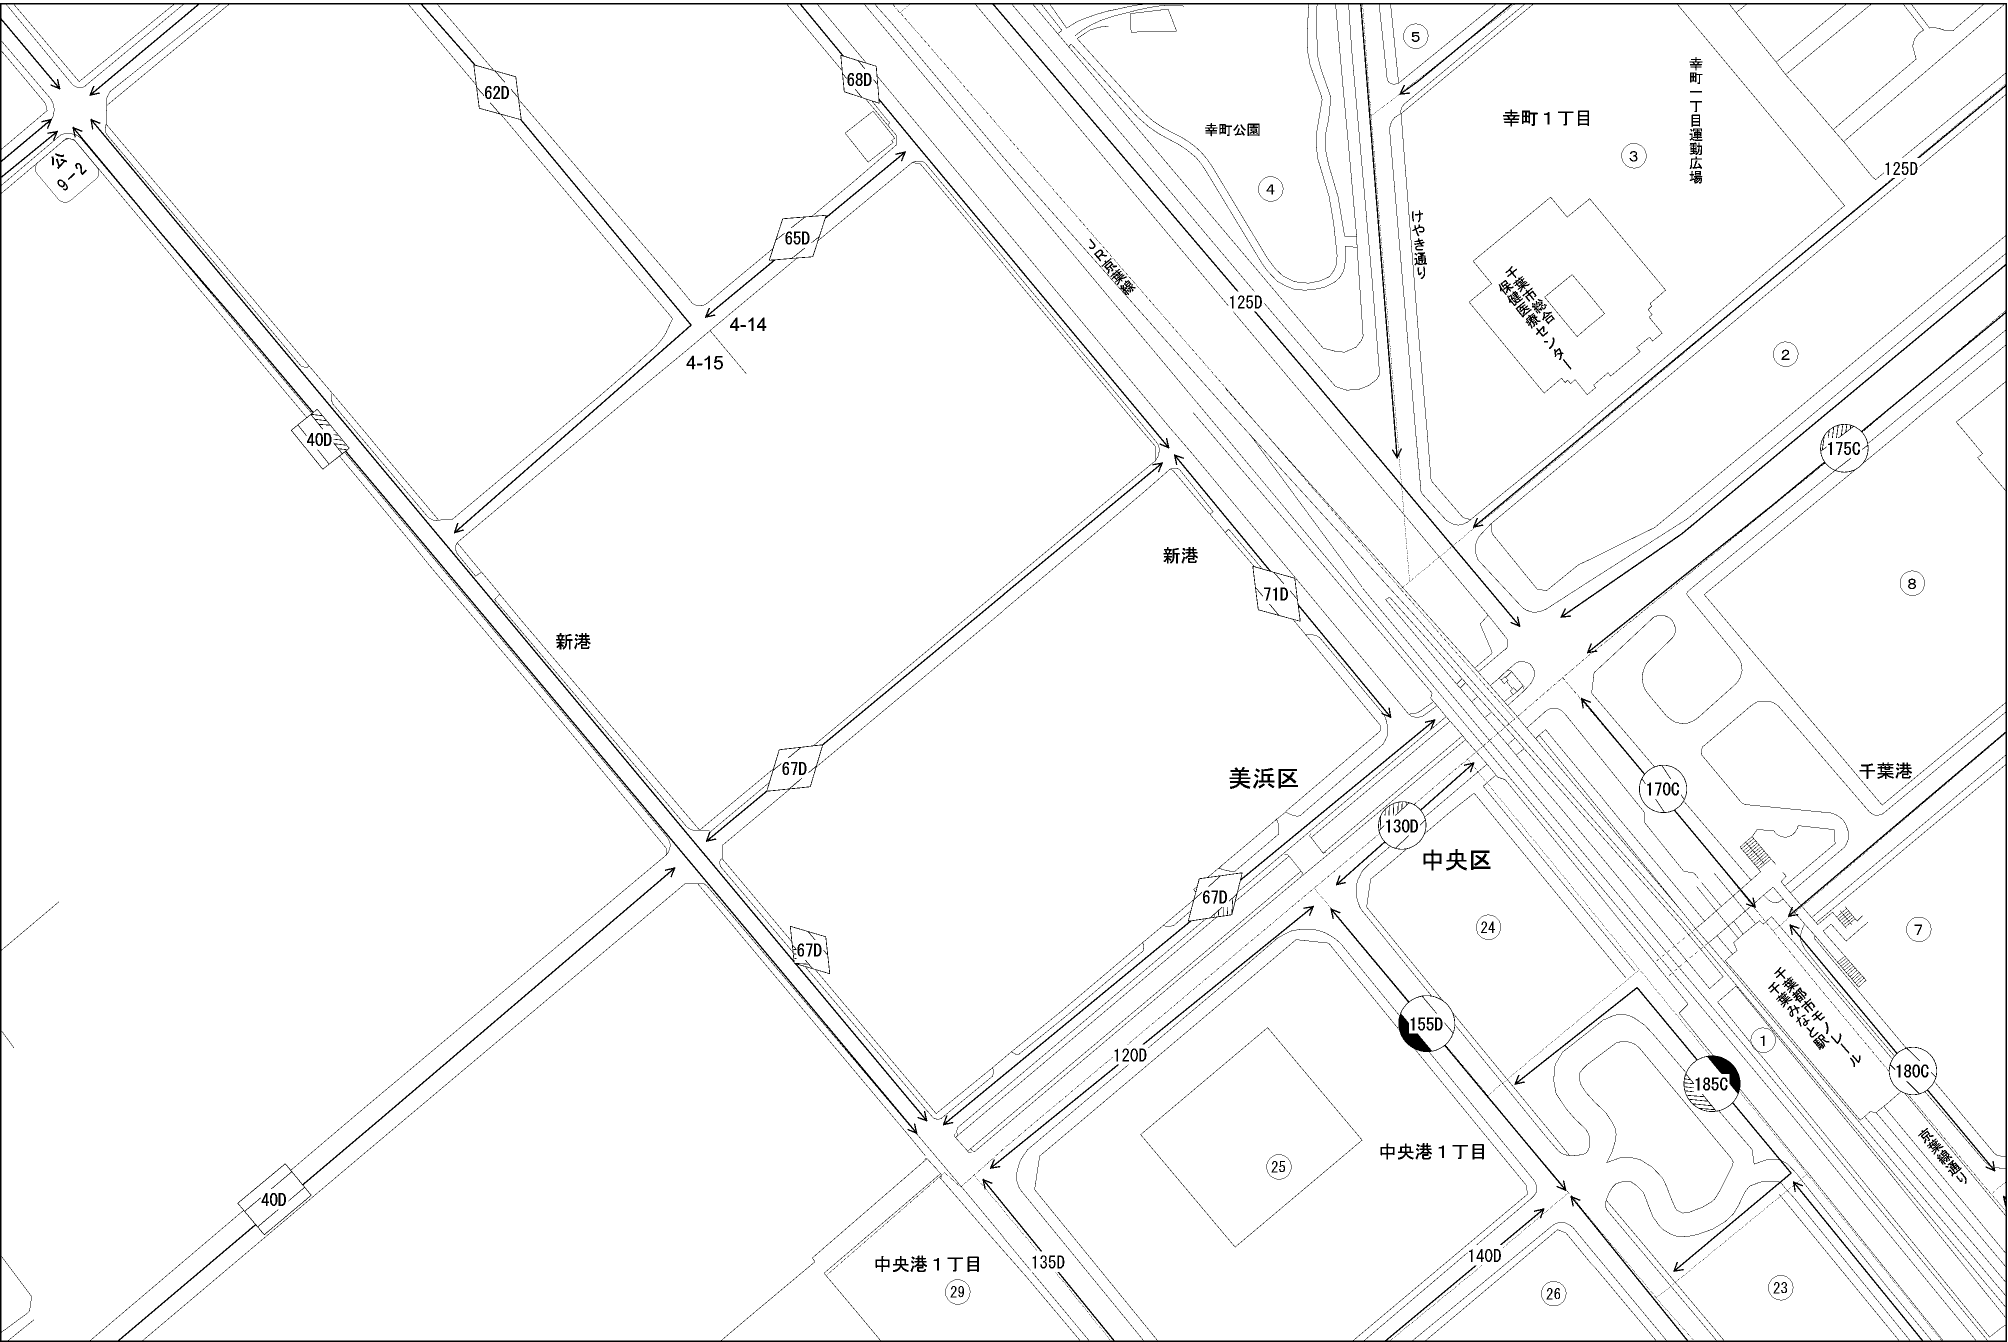 5
68D
62D
幸町1丁目
幸町一丁目運動広場
幸町公園
3
公
9-2
125D
4
けやき通り
65D
JR京葉線
125D
千葉市総合
保健医療センター
4-14
4-15
2
40D
175C
新港
8
71D
新港
千葉港
美浜区
67D
170C
130D
中央区
67D
24
7
67D
千葉都市モノレール
千葉みなと駅
155D
1
120D
180C
185C
中央港1丁目
京葉線通り
25
40D
140D
中央港1丁目
135D
29
26
23